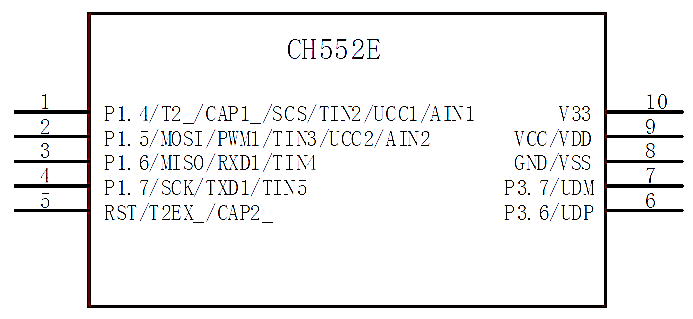 CH552E
1 P1.4/T2_/CAP1_/SCS/TIN2/UCC1/AIN1 V33 10
2 P1.5/MOSI/PWM1/TIN3/UCC2/AIN2 VCC/VDD 9
3 P1.6/MISO/RXD1/TIN4 GND/VSS 8
4 P1.7/SCK/TXD1/TIN5 P3.7/UDM 7
5 RST/T2EX_/CAP2_ P3.6/UDP 6